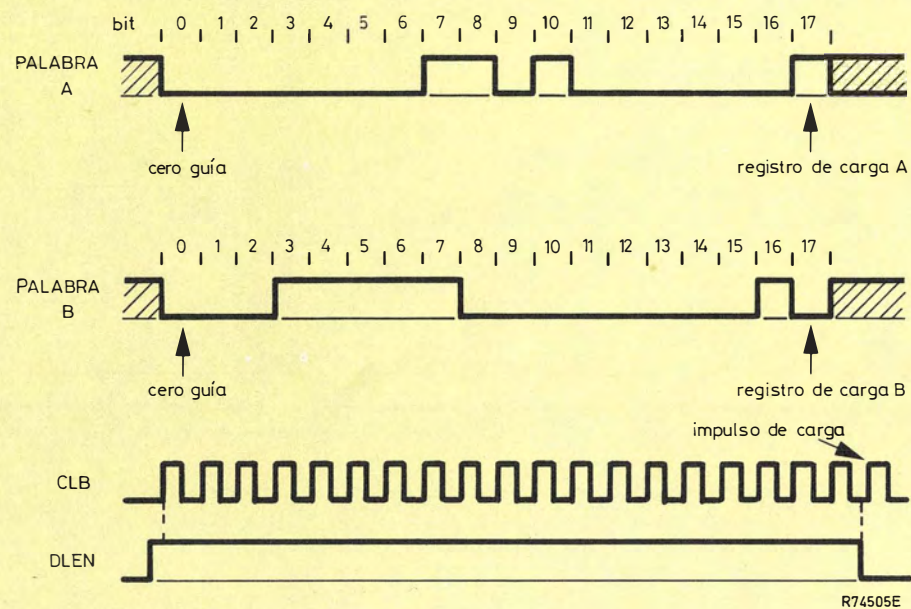 bit 0 1 2 3 4 5 6 7 8 9 10 11 12 13 14 15 16 17
PALABRA
A
cero guía
registro de carga A
0 1 2 3 4 5 6 7 8 9 10 11 12 13 14 15 16 17
PALABRA
B
cero guía
registro de carga B
impulso de carga
CLB
DLEN
R74505E